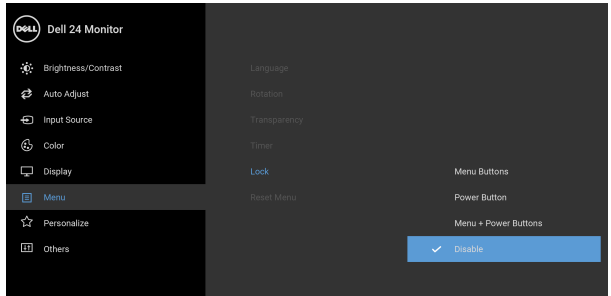 DELL Dell 24 Monitor
Brightness/Contrast Language
Auto Adjust Rotation
Input Source Transparency
Color Timer
Display Lock Menu Buttons
Menu Reset Menu Power Button
Personalize Menu + Power Buttons
Others Disable